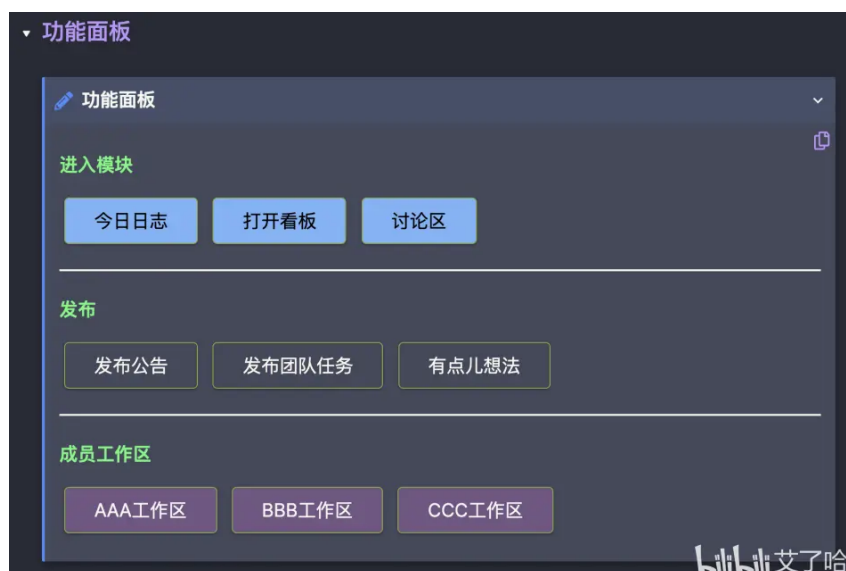 功能面板
功能面板
进入模块
今日日志 打开看板 讨论区
发布
发布公告 发布团队任务 有点儿想法
成员工作区
AAA工作区 BBB工作区 CCC工作区
bilibili 艾了哈